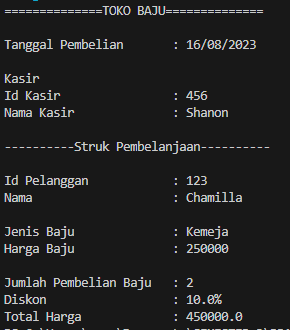 ==============TOKO BAJU==============
Tanggal Pembelian : 16/08/2023
Kasir
Id Kasir : 456
Nama Kasir : Shanon
----------Struk Pembelanjaan----------
Id Pelanggan : 123
Nama : Chamilla
Jenis Baju : Kemeja
Harga Baju : 250000
Jumlah Pembelian Baju : 2
Diskon : 10.0%
Total Harga : 450000.0